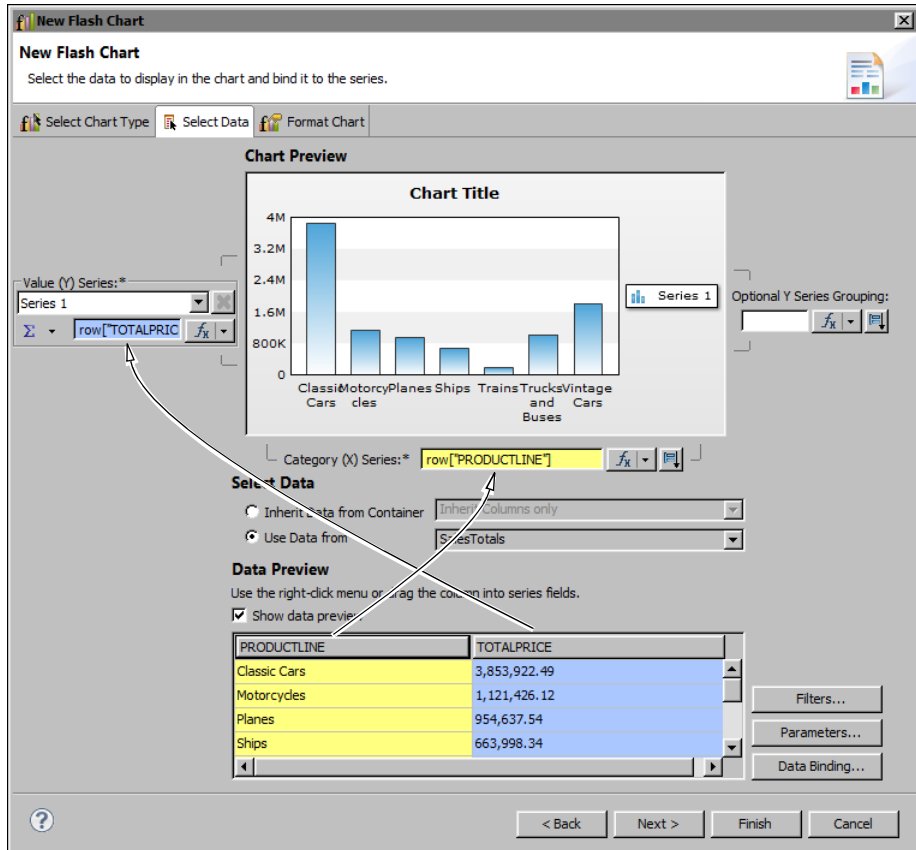 New Flash Chart
New Flash Chart
Select the data to display in the chart and bind it to the series.
Select Chart Type
Select Data
Format Chart
Chart Preview
Chart Title
4M
3.2M
2.4M
1.6M
800K
0
Classic Cars
Motorcycles
Planes
Ships
Trains
Trucks and Buses
Vintage Cars
Series 1
Value (Y) Series:*
Series 1
Σ
row["TOTALPRIC
fx
Optional Y Series Grouping:
fx
Category (X) Series:*
row["PRODUCTLINE"]
fx
Select Data
Inherit Data from Container
Inherit Columns only
Use Data from
SalesTotals
Data Preview
Use the right-click menu or drag the column into series fields.
Show data preview
PRODUCTLINE TOTALPRICE
Classic Cars 3,853,922.49
Motorcycles 1,121,426.12
Planes 954,637.54
Ships 663,998.34
Filters...
Parameters...
Data Binding...
?
< Back
Next >
Finish
Cancel